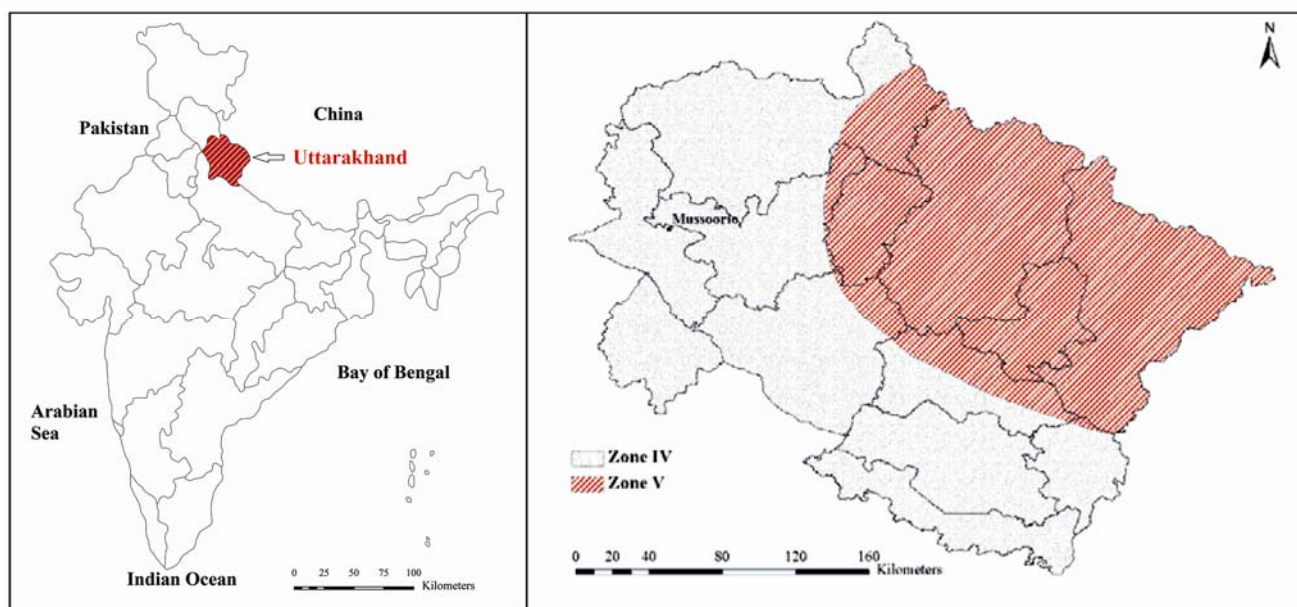 China
Pakistan
Uttarakhand
Bay of Bengal
Arabian
Sea
Indian Ocean
0 25 50 100
Kilometers
N
Mussoorie
Zone IV
Zone V
0 20 40 80 120 160
Kilometers